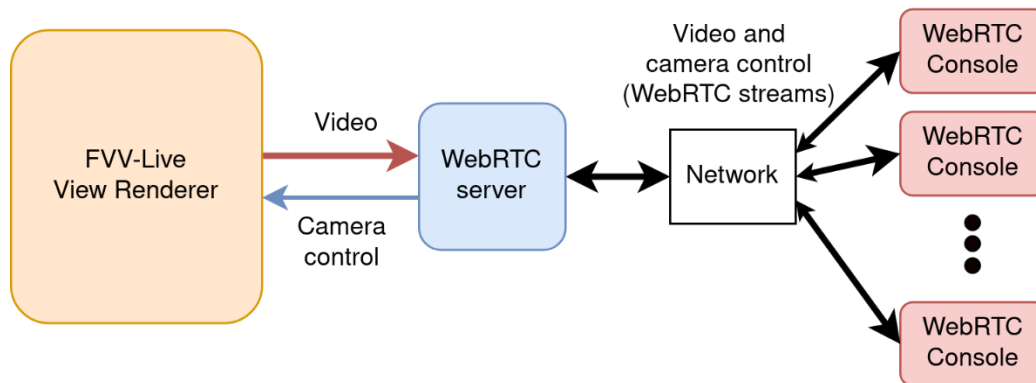 FVV-Live
View Renderer
Video
Camera
control
WebRTC
server
Video and
camera control
(WebRTC streams)
Network
WebRTC
Console
WebRTC
Console
WebRTC
Console